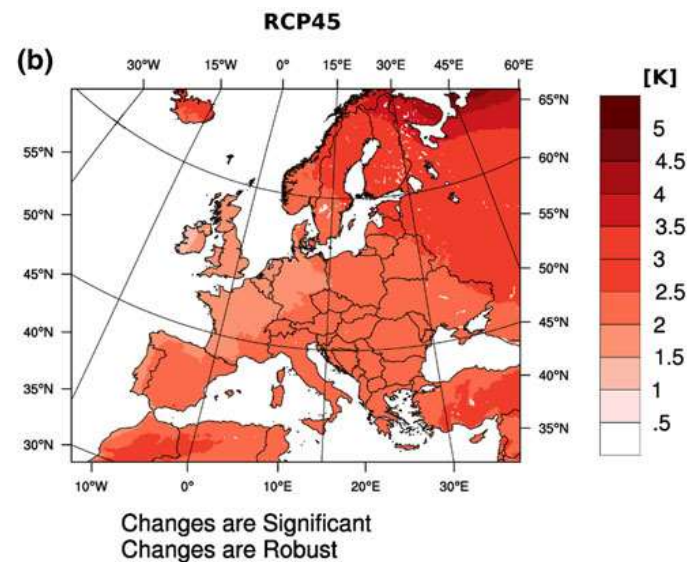 RCP45
(b)
30°W 15°W 0° 15°E 30°E 45°E 60°E
[K]
65°N
5
55°N
4.5
60°N
4
50°N
3.5
55°N
3
45°N
50°N
2.5
2
40°N
45°N
1.5
40°N
35°N
1
35°N
.5
30°N
10°W 0° 10°E 20°E 30°E
Changes are Significant
Changes are Robust